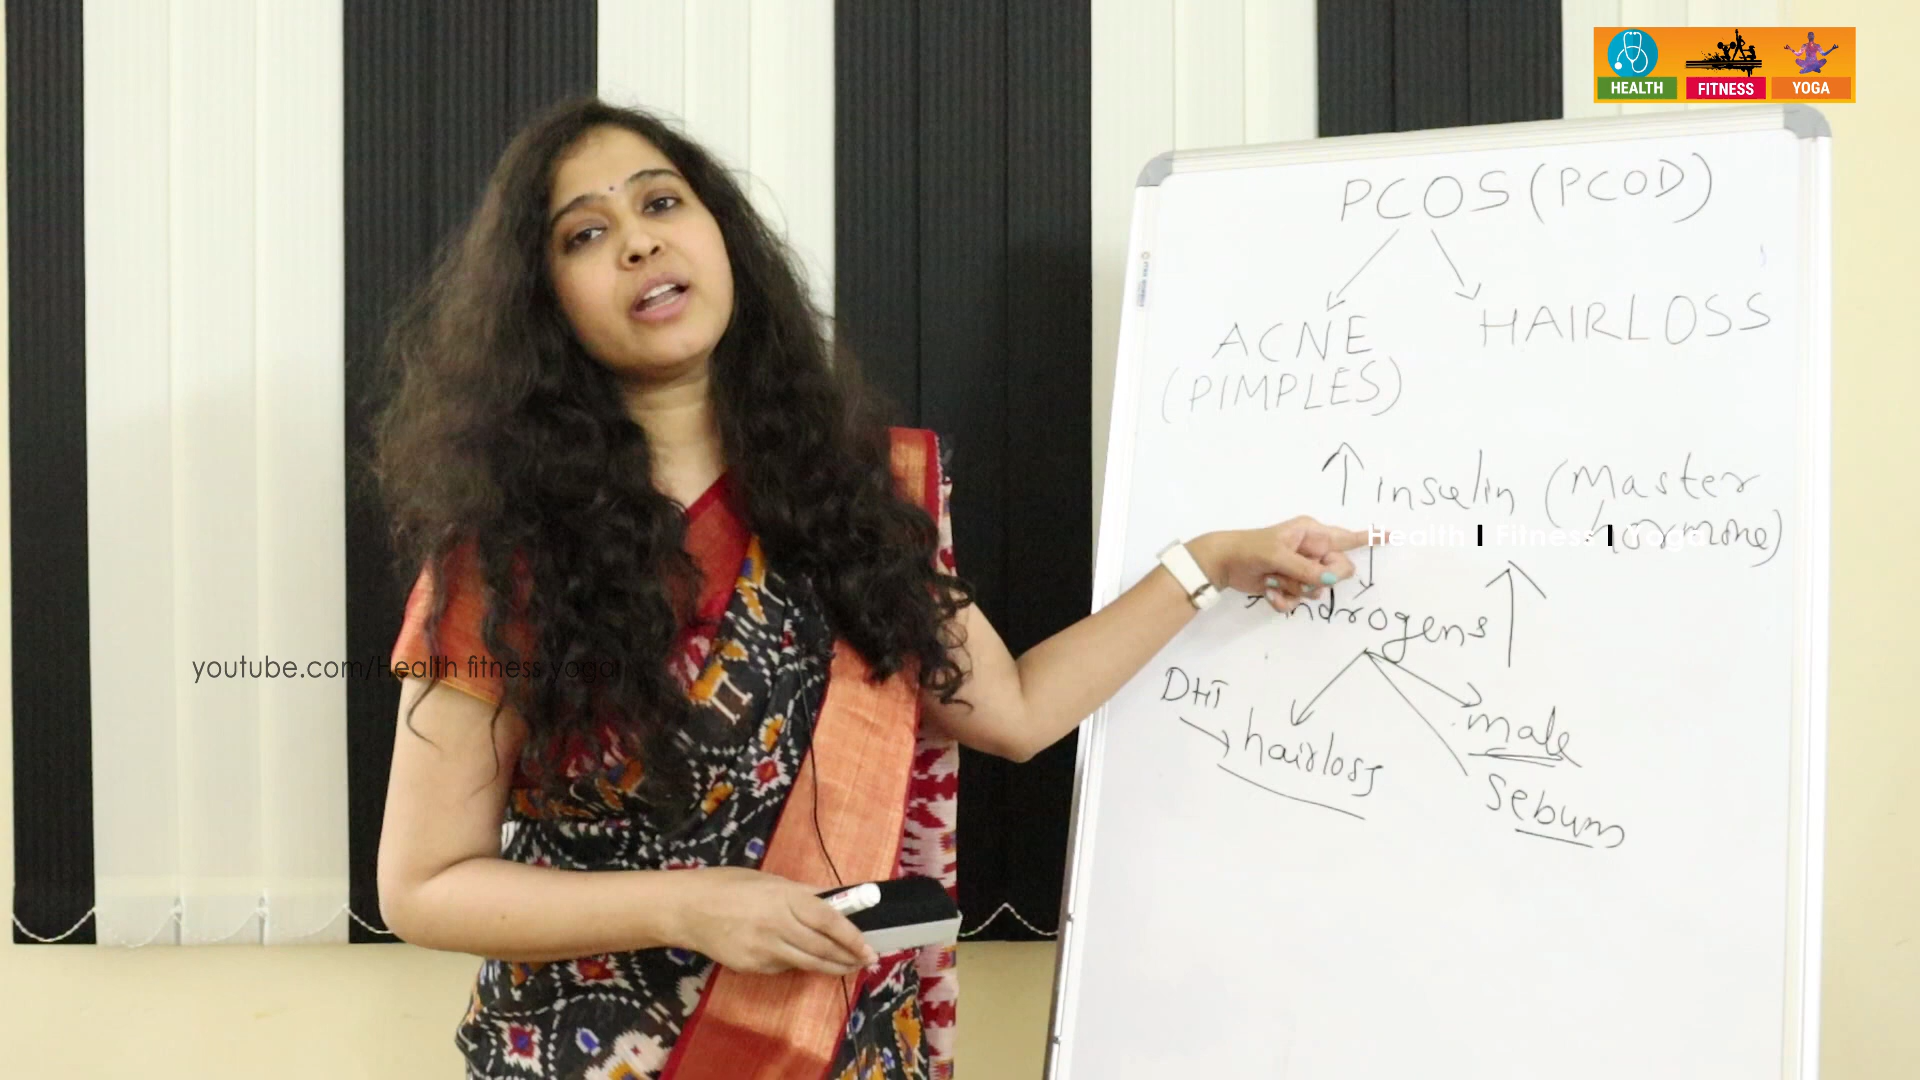 HEALTH FITNESS YOGA
PCOS (PCOD)
ACNE
(PIMPLES)
HAIRLOSS
↑ insulin (Master
hormone)
Health I Fitness I Yoga
Androgens ↑
youtube.com/Health fitness yoga
DHT
hairloss
male
Sebum